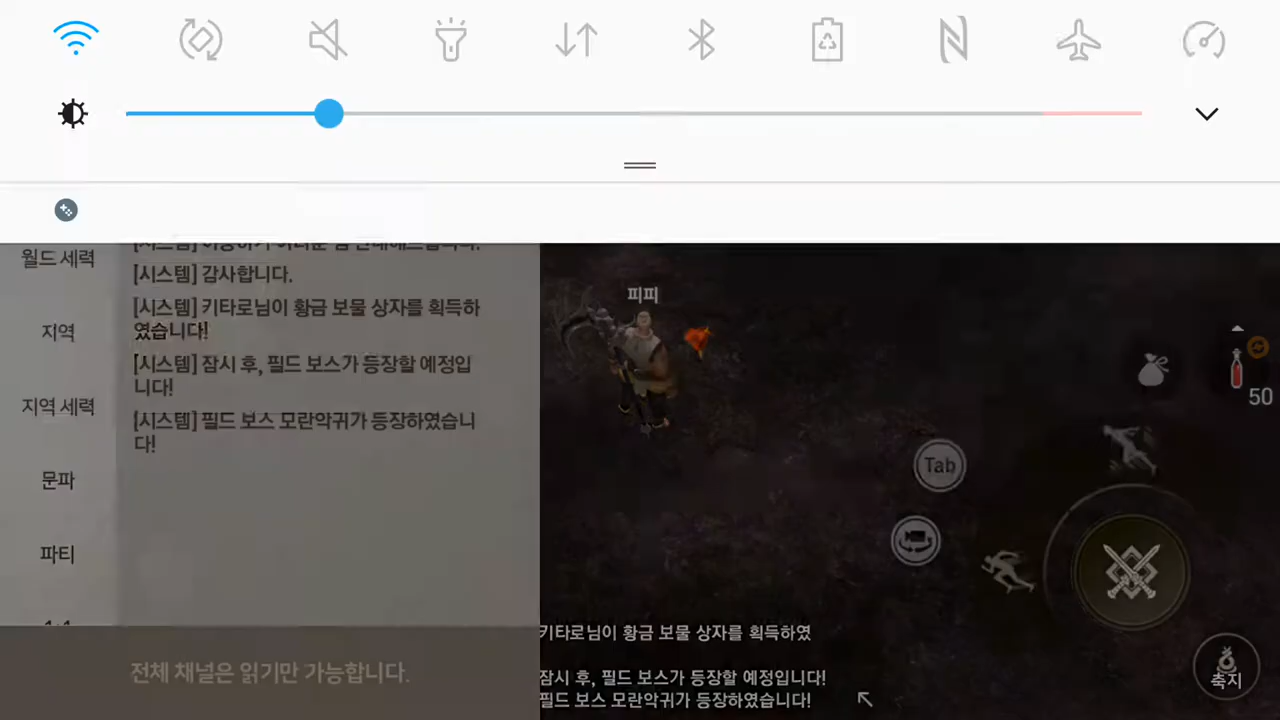 월드 세력
[시스템] 감사합니다.
[시스템] 키타로님이 황금 보물 상자를 획득하
였습니다!
지역
[시스템] 잠시 후, 필드 보스가 등장할 예정입
니다!
지역 세력
[시스템] 필드 보스 모란악귀가 등장하였습니
다!
문파
파티
전체 채널은 읽기만 가능합니다.
피피
50
Tab
키타로님이 황금 보물 상자를 획득하였
잠시 후, 필드 보스가 등장할 예정입니다!
필드 보스 모란악귀가 등장하였습니다!
축지